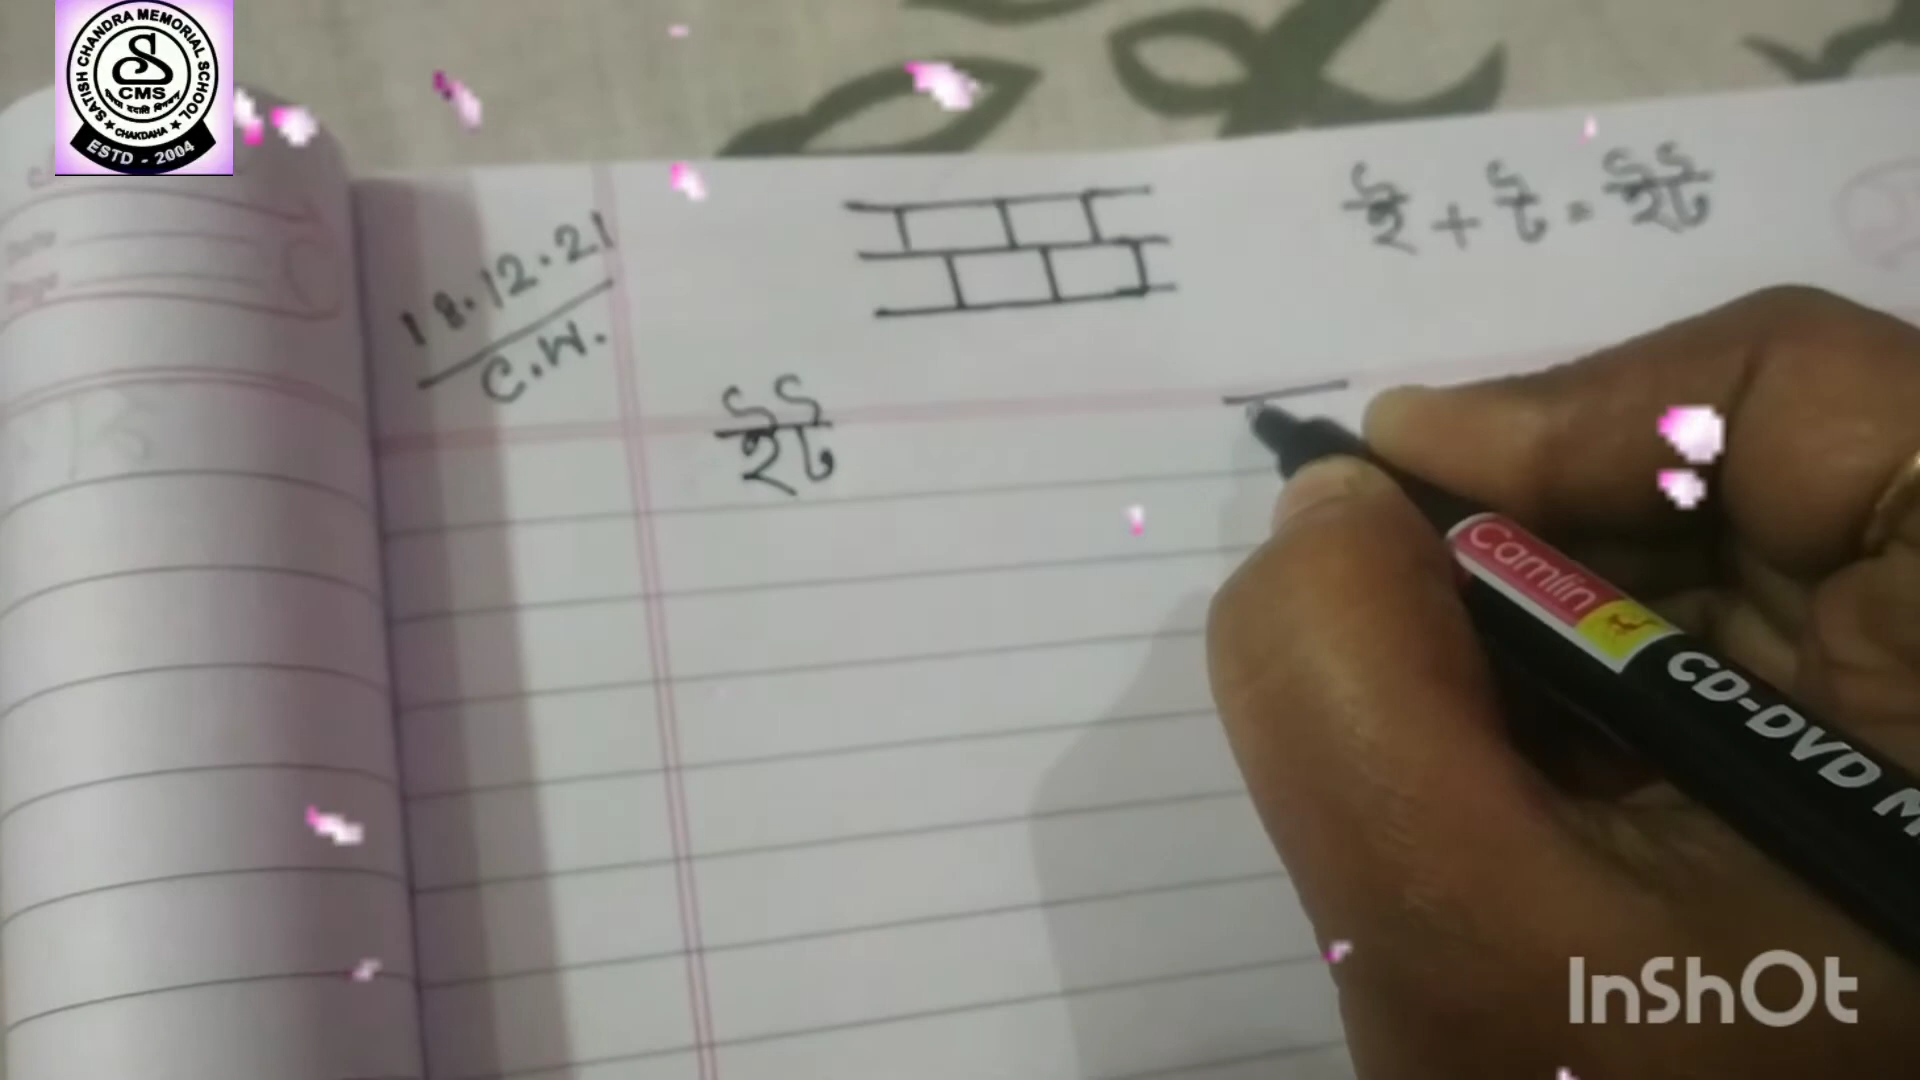 SATISH CHANDRA MEMORIAL SCHOOL
CMS
CHAKDAHA
ESTD - 2004
18.12.21
C.W.
ই + ট = ইট
ইট
Camlin
CD-DVD M
InShOt